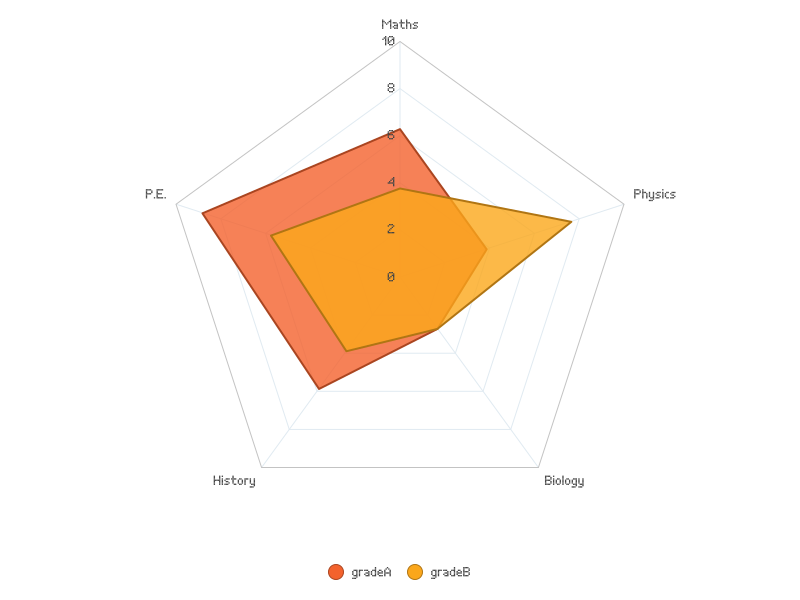 Maths
10
8
6
4
2
0
P.E.
Physics
History
Biology
gradeA
gradeB